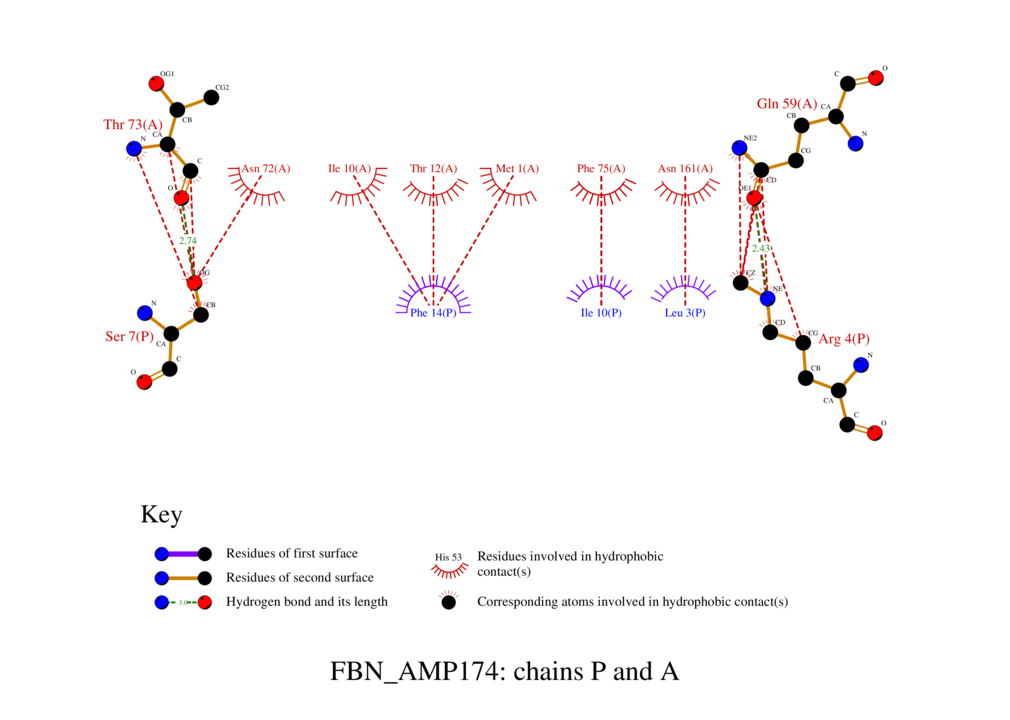 OG1
CG2
CB
Thr 73(A)
CA
N
C
O
2.74
OG
CB
N
Ser 7(P)
CA
C
O
Asn 72(A)
Ile 10(A)
Thr 12(A)
Met 1(A)
Phe 14(P)
Phe 75(A)
Asn 161(A)
Ile 10(P)
Leu 3(P)
O
C
Gln 59(A)
CA
CB
N
NE2
CG
CD
OE1
2.43
CZ
NE
CD
CG
Arg 4(P)
N
CB
CA
C
O
Key
Residues of first surface
Residues of second surface
3.0
Hydrogen bond and its length
His 53
Residues involved in hydrophobic
contact(s)
Corresponding atoms involved in hydrophobic contact(s)
FBN_AMP174: chains P and A